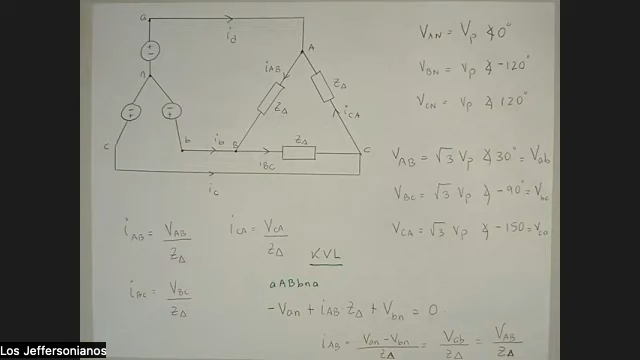 a
i_a
A
i_AB
Z_Δ
Z_Δ
i_CA
n
c
b
i_b
B
i_BC
Z_Δ
C
i_c
V_AN = V_p ∡0°
V_BN = V_p ∡-120°
V_CN = V_p ∡120°
V_AB = √3 V_p ∡30° = V_ab
V_BC = √3 V_p ∡-90° = V_bc
V_CA = √3 V_p ∡-150 = V_ca
i_AB = V_AB / Z_Δ
i_CA = V_CA / Z_Δ
i_BC = V_BC / Z_Δ
KVL
aABbna
-V_an + i_AB Z_Δ + V_bn = 0
i_AB = V_an - V_bn / Z_Δ = V_ab / Z_Δ = V_AB / Z_Δ
Los Jeffersonianos